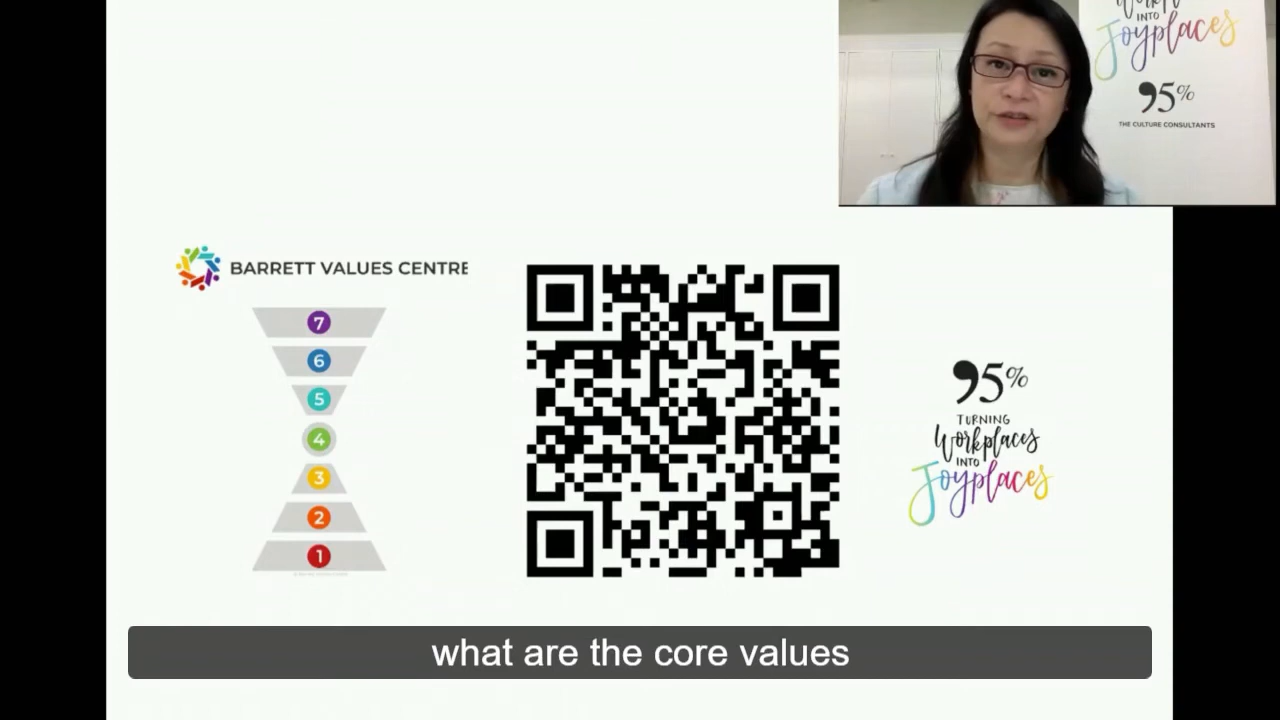 Workpl
INTO
Joyplaces
95%
THE CULTURE CONSULTANTS
BARRETT VALUES CENTRE
7
6
5
4
3
2
1
95%
TURNING
Workplaces
INTO
Joyplaces
what are the core values